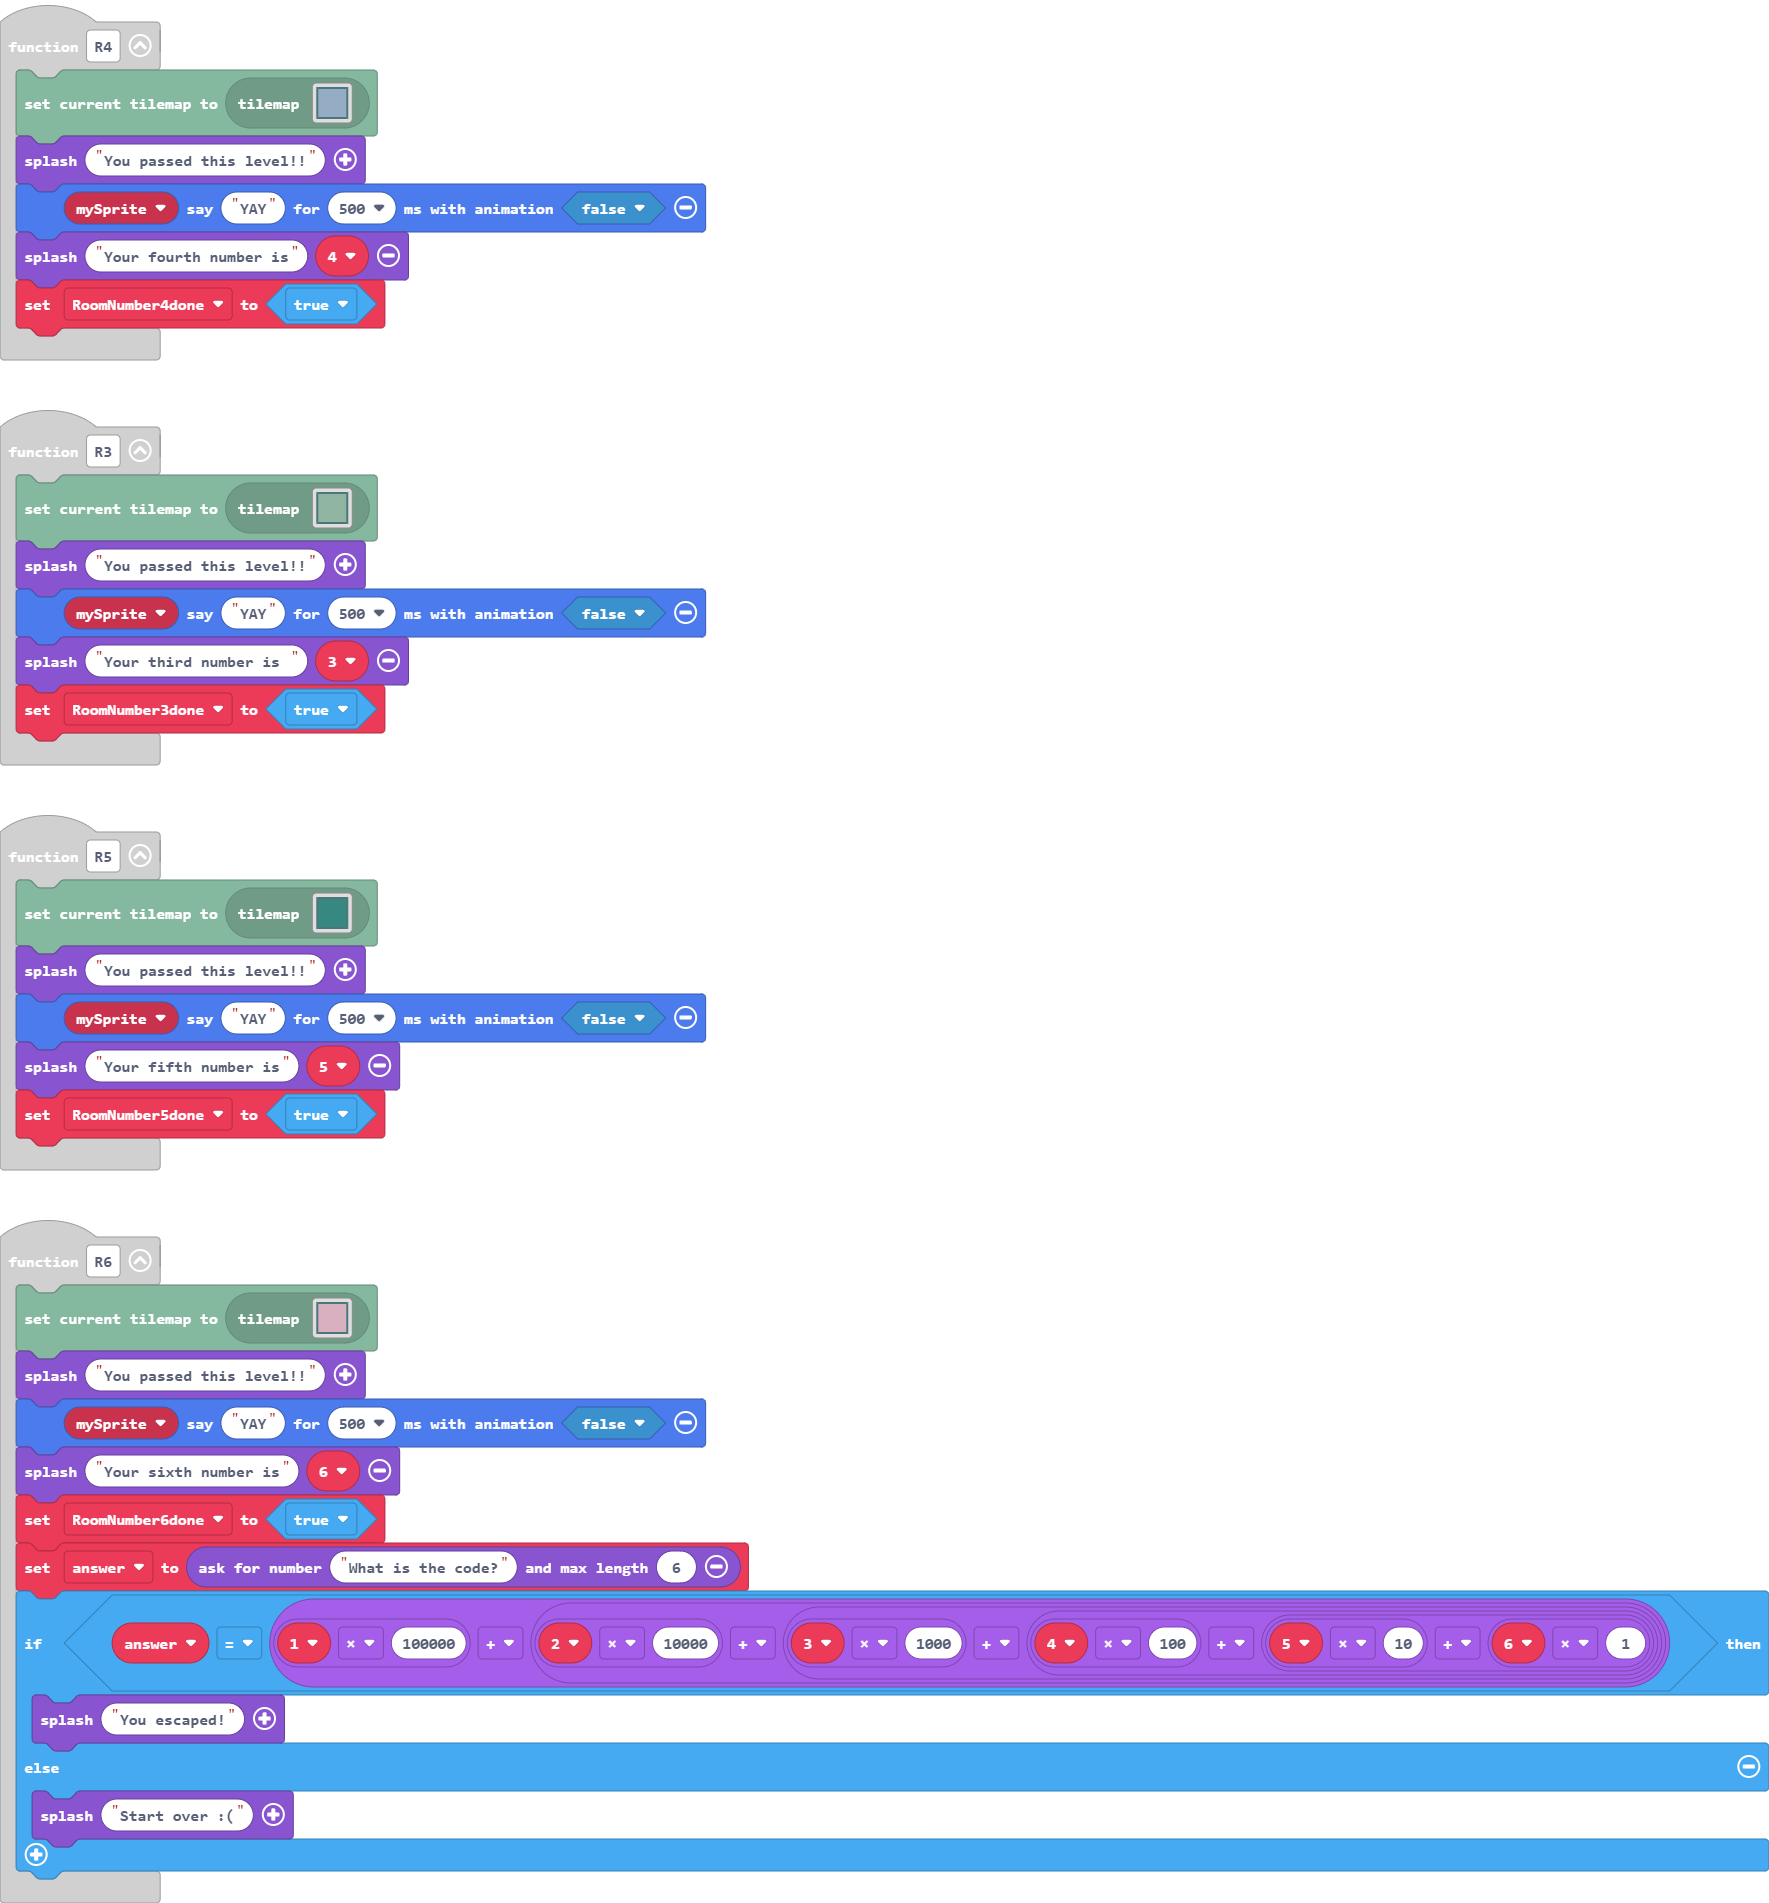 function R4
set current tilemap to tilemap
splash "You passed this level!!"
mySprite say "YAY" for 500 ms with animation false
splash "Your fourth number is" 4
set RoomNumber4done to true
function R3
set current tilemap to tilemap
splash "You passed this level!!"
mySprite say "YAY" for 500 ms with animation false
splash "Your third number is " 3
set RoomNumber3done to true
function R5
set current tilemap to tilemap
splash "You passed this level!!"
mySprite say "YAY" for 500 ms with animation false
splash "Your fifth number is" 5
set RoomNumber5done to true
function R6
set current tilemap to tilemap
splash "You passed this level!!"
mySprite say "YAY" for 500 ms with animation false
splash "Your sixth number is" 6
set RoomNumber6done to true
set answer to ask for number "What is the code?" and max length 6
if answer = 1 × 100000 + 2 × 10000 + 3 × 1000 + 4 × 100 + 5 × 10 + 6 × 1 then
splash "You escaped!"
else
splash "Start over :("